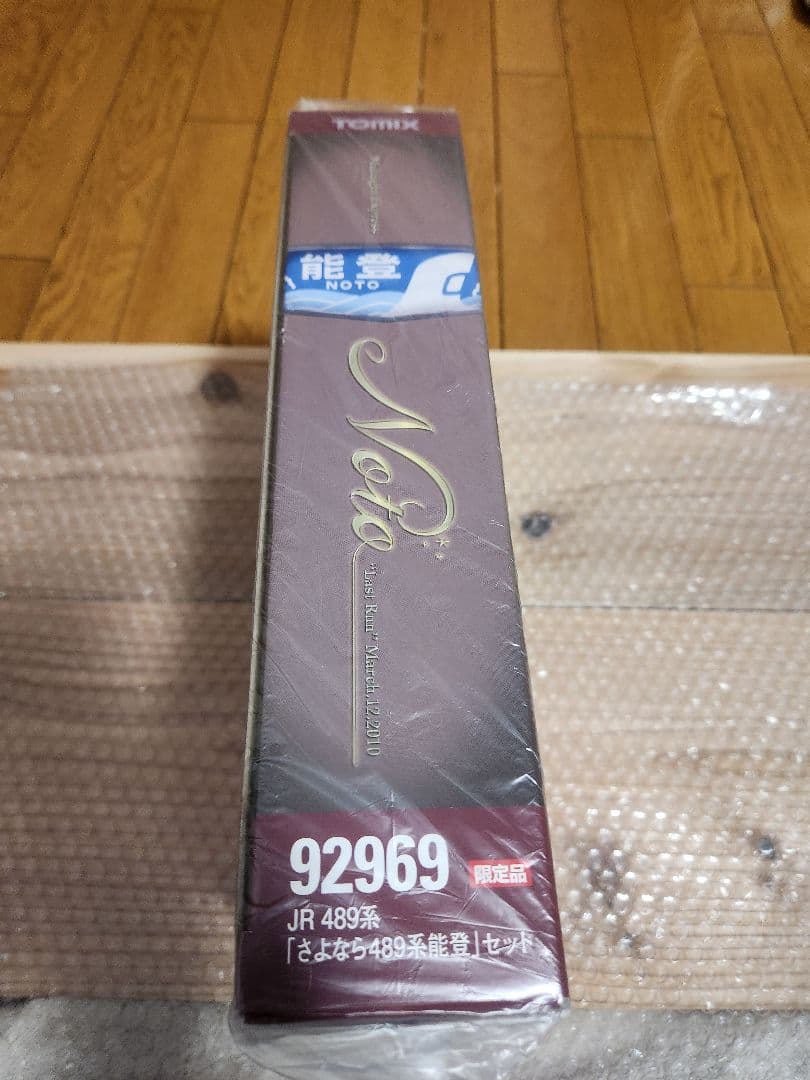 TOMIX
能登
NOTO
Noto
“Last Run” March.12.2010
92969
限定品
JR 489系
「さよなら489系能登」セット